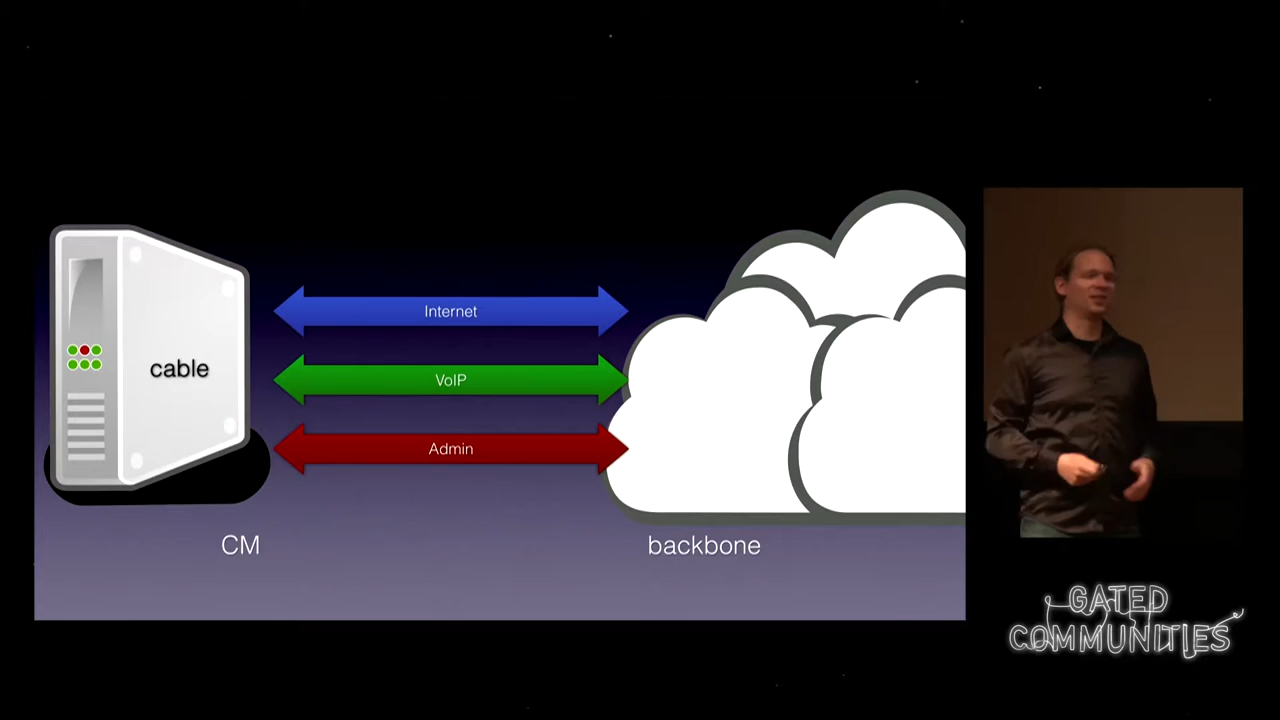 cable
Internet
VoIP
Admin
CM
backbone
GATED
COMMUNITIES